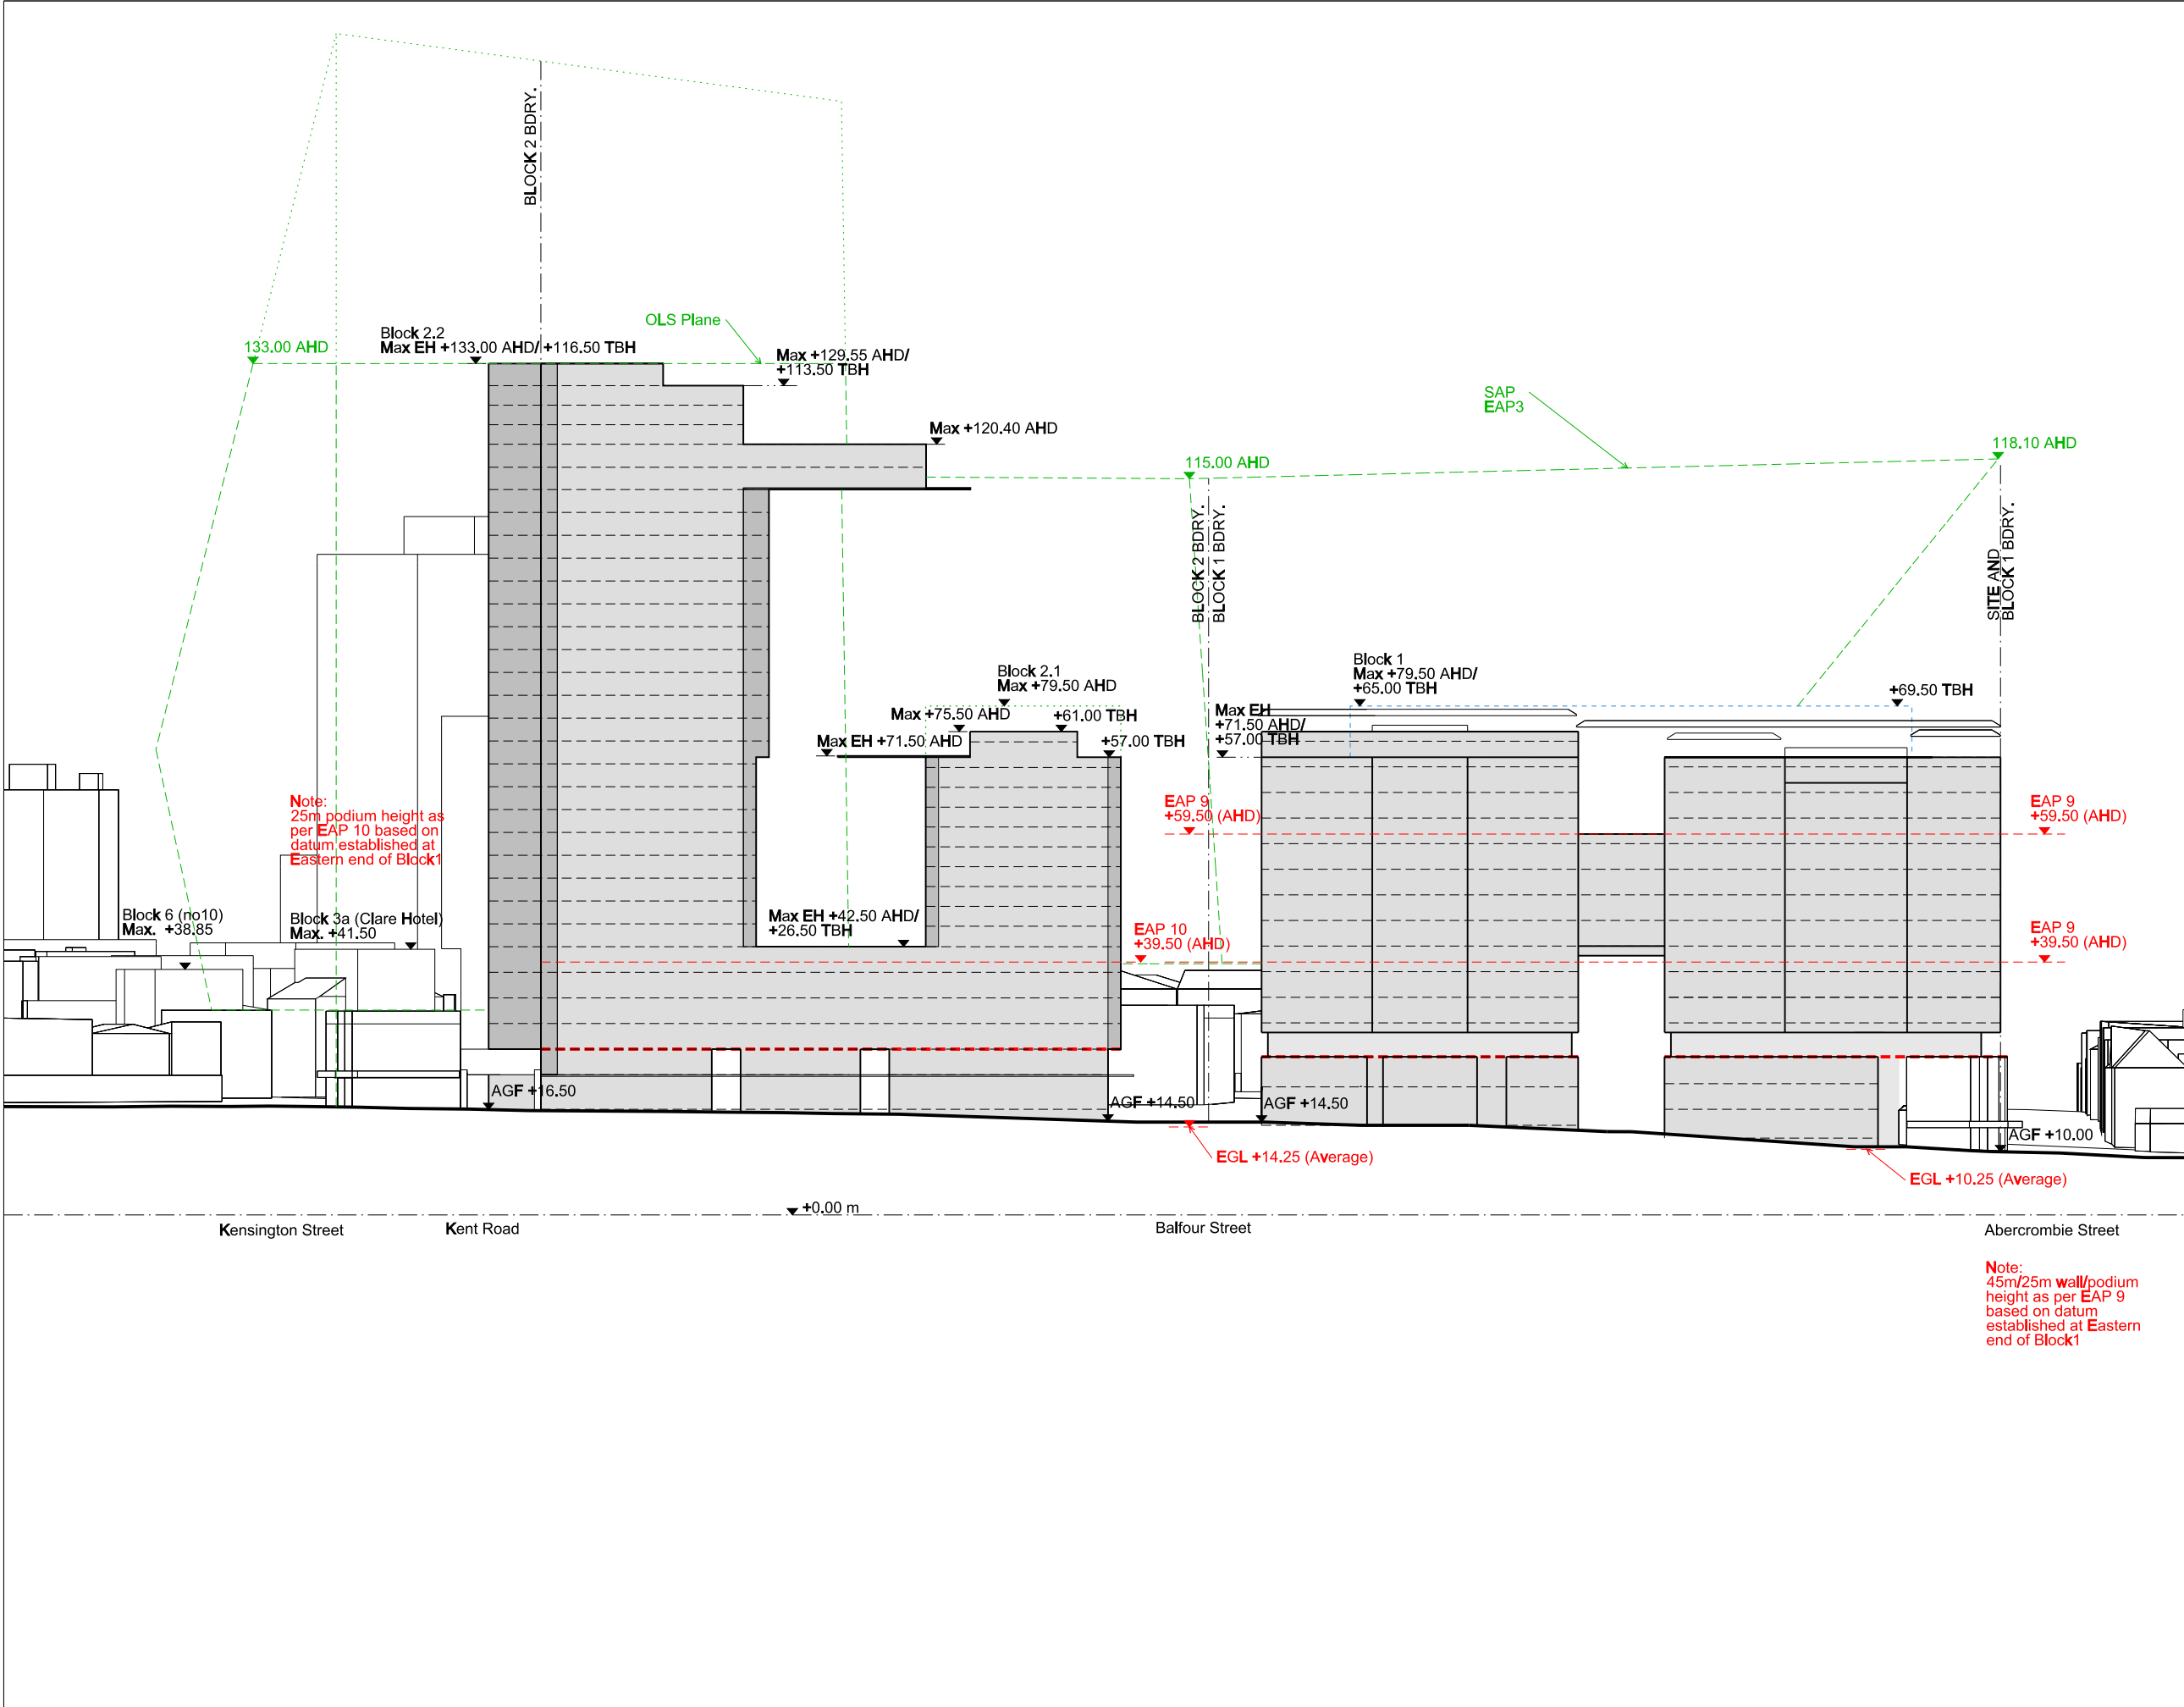 BLOCK 2 BDRY.
OLS Plane
133.00 AHD
Block 2.2
Max EH +133.00 AHD/ +116.50 TBH
Max +129.55 AHD/
+113.50 TBH
Max +120.40 AHD
SAP
EAP3
115.00 AHD
118.10 AHD
BLOCK 2 BDRY.
BLOCK 1 BDRY.
SITE AND
BLOCK 1 BDRY.
Block 2.1
Max +79.50 AHD
Max +75.50 AHD
+61.00 TBH
Max EH +71.50 AHD
+57.00 TBH
Block 1
Max +79.50 AHD/
+65.00 TBH
+69.50 TBH
Max EH
+71.50 AHD/
+57.00 TBH
Note:
25m podium height as
per EAP 10 based on
datum established at
Eastern end of Block1
EAP 9
+59.50 (AHD)
EAP 9
+59.50 (AHD)
Block 6 (no10)
Max. +38.85
Block 3a (Clare Hotel)
Max. +41.50
Max EH +42.50 AHD/
+26.50 TBH
EAP 10
+39.50 (AHD)
EAP 9
+39.50 (AHD)
AGF +16.50
AGF +14.50
AGF +14.50
AGF +10.00
EGL +14.25 (Average)
EGL +10.25 (Average)
+0.00 m
Kensington Street
Kent Road
Balfour Street
Abercrombie Street
Note:
45m/25m wall/podium
height as per EAP 9
based on datum
established at Eastern
end of Block1